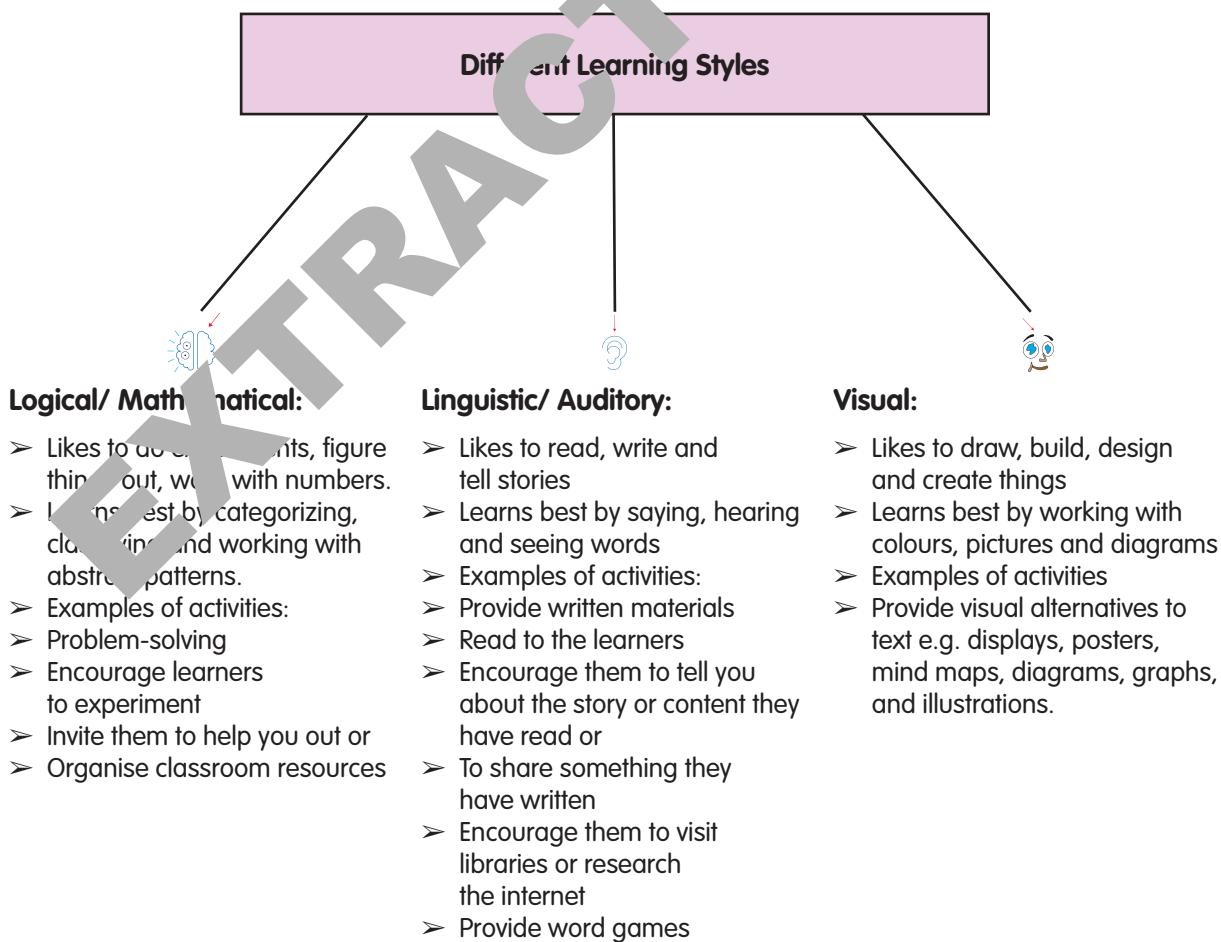 EXTRACT
Different Learning Styles
Logical/ Mathematical:
➢ Likes to do experiments, figure
things out, work with numbers.
➢ Learns best by categorizing,
classifying and working with
abstract patterns.
➢ Examples of activities:
➢ Problem-solving
➢ Encourage learners
to experiment
➢ Invite them to help you out or
➢ Organise classroom resources
Linguistic/ Auditory:
➢ Likes to read, write and
tell stories
➢ Learns best by saying, hearing
and seeing words
➢ Examples of activities:
➢ Provide written materials
➢ Read to the learners
➢ Encourage them to tell you
about the story or content they
have read or
➢ To share something they
have written
➢ Encourage them to visit
libraries or research
the internet
➢ Provide word games
Visual:
➢ Likes to draw, build, design
and create things
➢ Learns best by working with
colours, pictures and diagrams
➢ Examples of activities
➢ Provide visual alternatives to
text e.g. displays, posters,
mind maps, diagrams, graphs,
and illustrations.